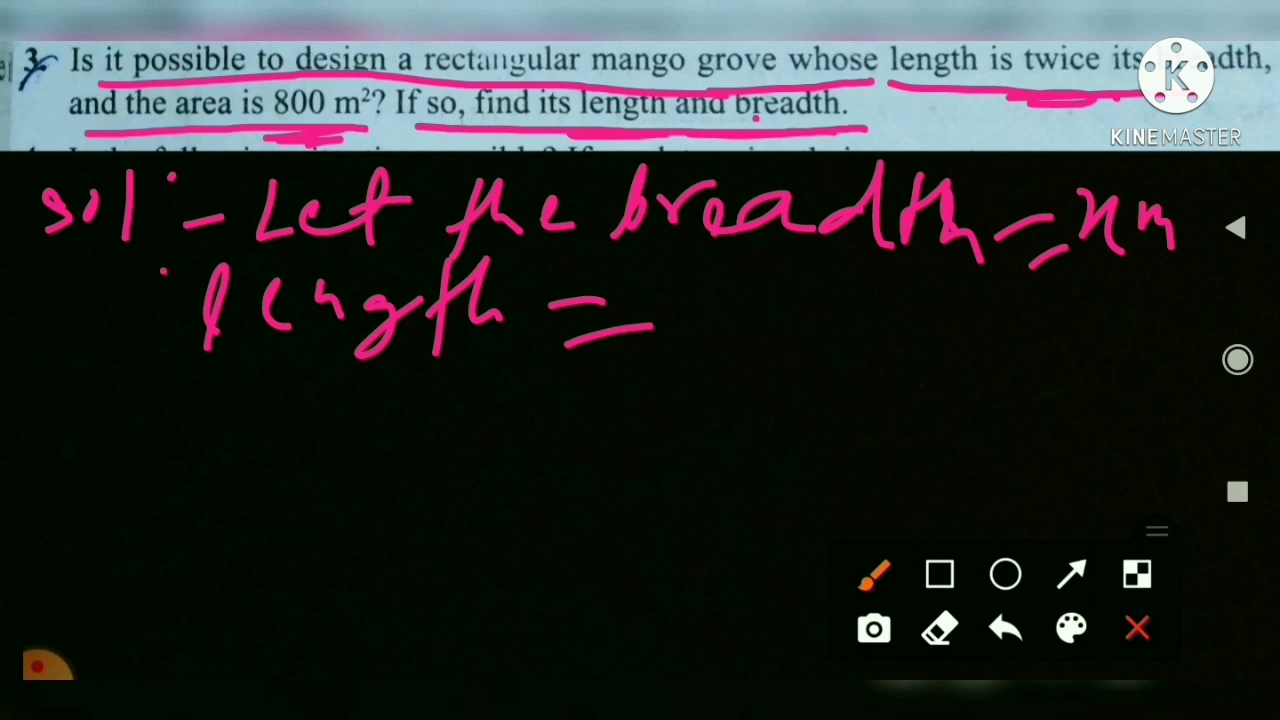 3. Is it possible to design a rectangular mango grove whose length is twice its breadth,
and the area is 800 m²? If so, find its length and breadth.
K
KINEMASTER
sol:- Let the breadth = x m
length =